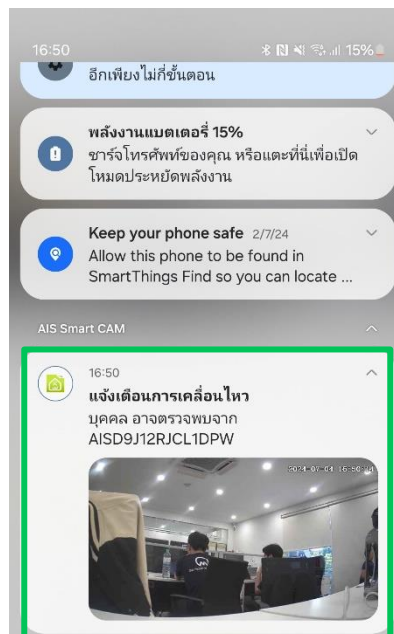 16:50
15%
อีกเพียงไม่กี่ขั้นตอน
พลังงานแบตเตอรี่ 15%
ชาร์จโทรศัพท์ของคุณ หรือแตะที่นี่เพื่อเปิด
โหมดประหยัดพลังงาน
Keep your phone safe 2/7/24
Allow this phone to be found in
SmartThings Find so you can locate ...
AIS Smart CAM
16:50
แจ้งเตือนการเคลื่อนไหว
บุคคล อาจตรวจพบจาก
AISD9J12RJCL1DPW